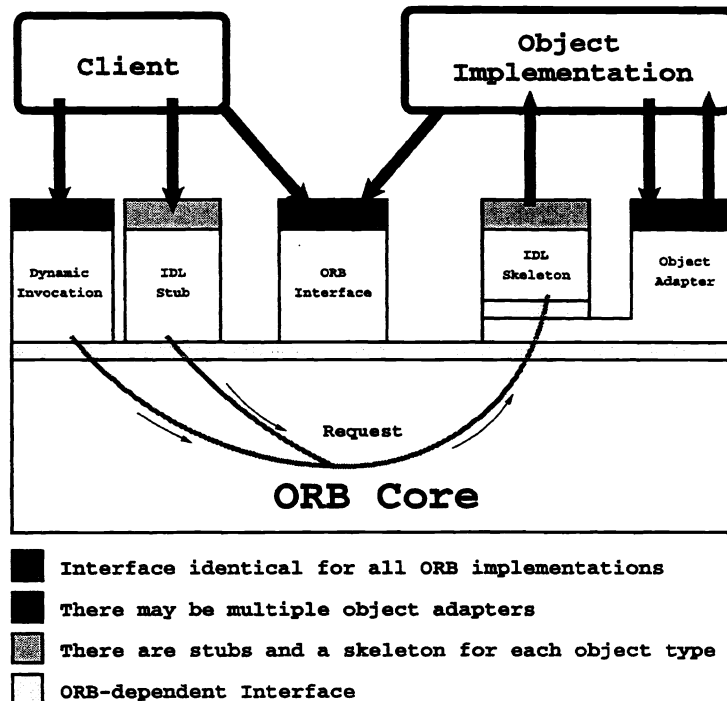 Client
Object
Implementation
Dynamic
Invocation
IDL
Stub
ORB
Interface
IDL
Skeleton
Object
Adapter
Request
ORB Core
Interface identical for all ORB implementations
There may be multiple object adapters
There are stubs and a skeleton for each object type
ORB-dependent Interface